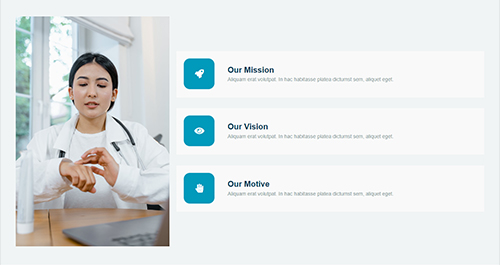 Our Mission
Aliquam erat volutpat. In hac habitasse platea dictumst sem, aliquet eget.
Our Vision
Aliquam erat volutpat. In hac habitasse platea dictumst sem, aliquet eget.
Our Motive
Aliquam erat volutpat. In hac habitasse platea dictumst sem, aliquet eget.